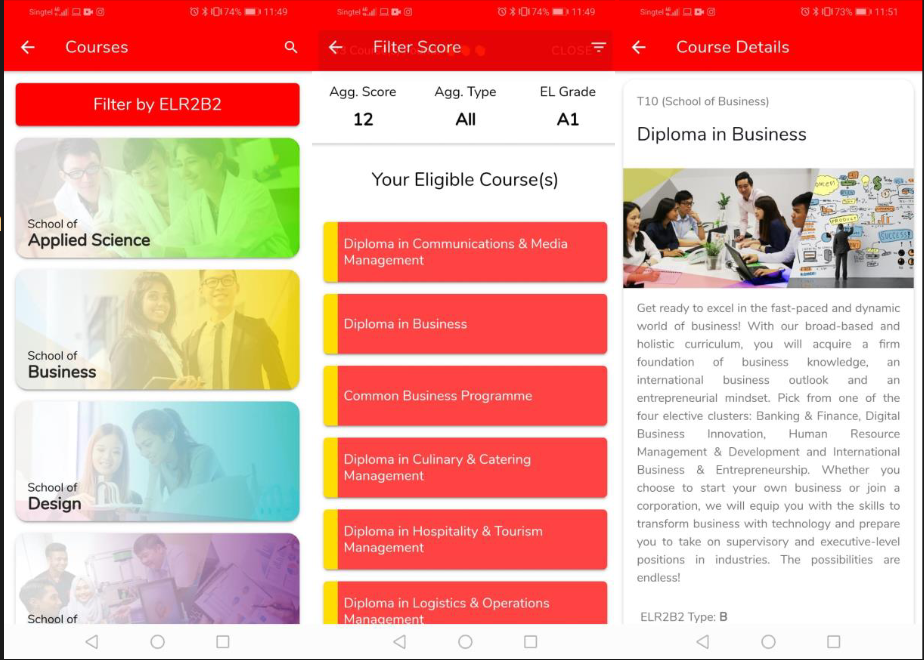 Singtel 74% 11:49
Courses
Filter by ELR2B2
School of
Applied Science
School of
Business
School of
Design
School of
Singtel 74% 11:49
Filter Score
CLOSE
Agg. Score Agg. Type EL Grade
12 All A1
Your Eligible Course(s)
Diploma in Communications & Media
Management
Diploma in Business
Common Business Programme
Diploma in Culinary & Catering
Management
Diploma in Hospitality & Tourism
Management
Diploma in Logistics & Operations
Management
Singtel 73% 11:51
Course Details
T10 (School of Business)
Diploma in Business
SUCCESS!
Get ready to excel in the fast-paced and dynamic
world of business! With our broad-based and
holistic curriculum, you will acquire a firm
foundation of business knowledge, an
international business outlook and an
entrepreneurial mindset. Pick from one of the
four elective clusters: Banking & Finance, Digital
Business Innovation, Human Resource
Management & Development and International
Business & Entrepreneurship. Whether you
choose to start your own business or join a
corporation, we will equip you with the skills to
transform business with technology and prepare
you to take on supervisory and executive-level
positions in industries. The possibilities are
endless!
ELR2B2 Type: B